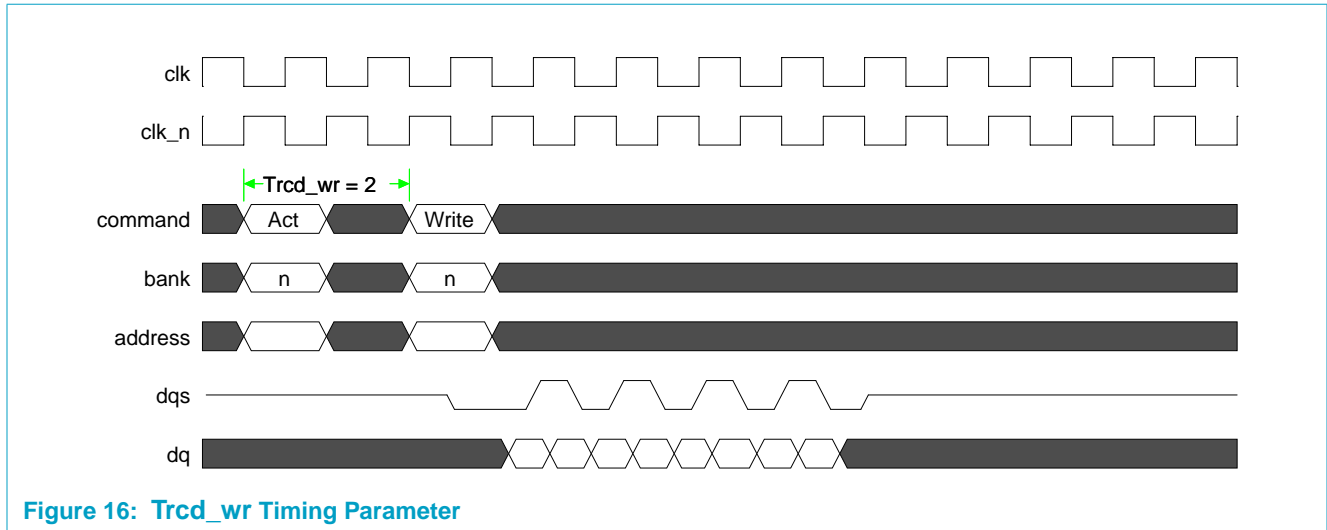 clk
clk_n
Trcd_wr = 2
command Act Write
bank n n
address
dqs
dq
Figure 16: Trcd_wr Timing Parameter